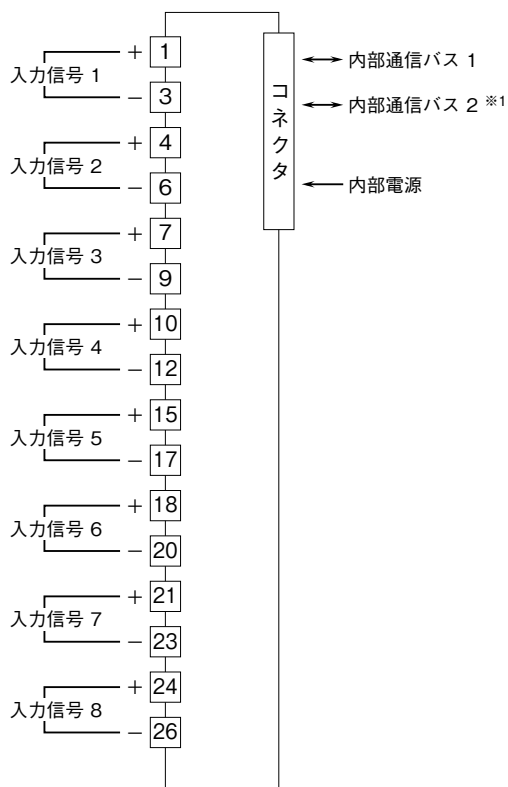 入力信号 1
+ 1
− 3
入力信号 2
+ 4
− 6
入力信号 3
+ 7
− 9
入力信号 4
+ 10
− 12
入力信号 5
+ 15
− 17
入力信号 6
+ 18
− 20
入力信号 7
+ 21
− 23
入力信号 8
+ 24
− 26
コネクタ
内部通信バス 1
内部通信バス 2 ※1
内部電源